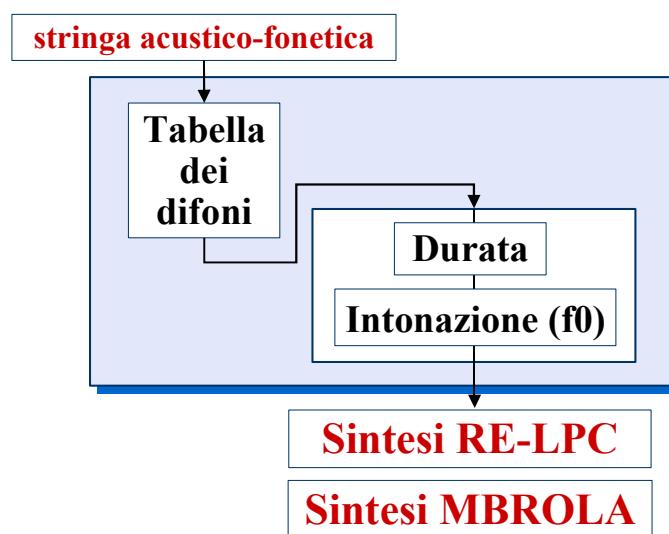 stringa acustico-fonetica
Tabella
dei
difoni
Durata
Intonazione (f0)
Sintesi RE-LPC
Sintesi MBROLA